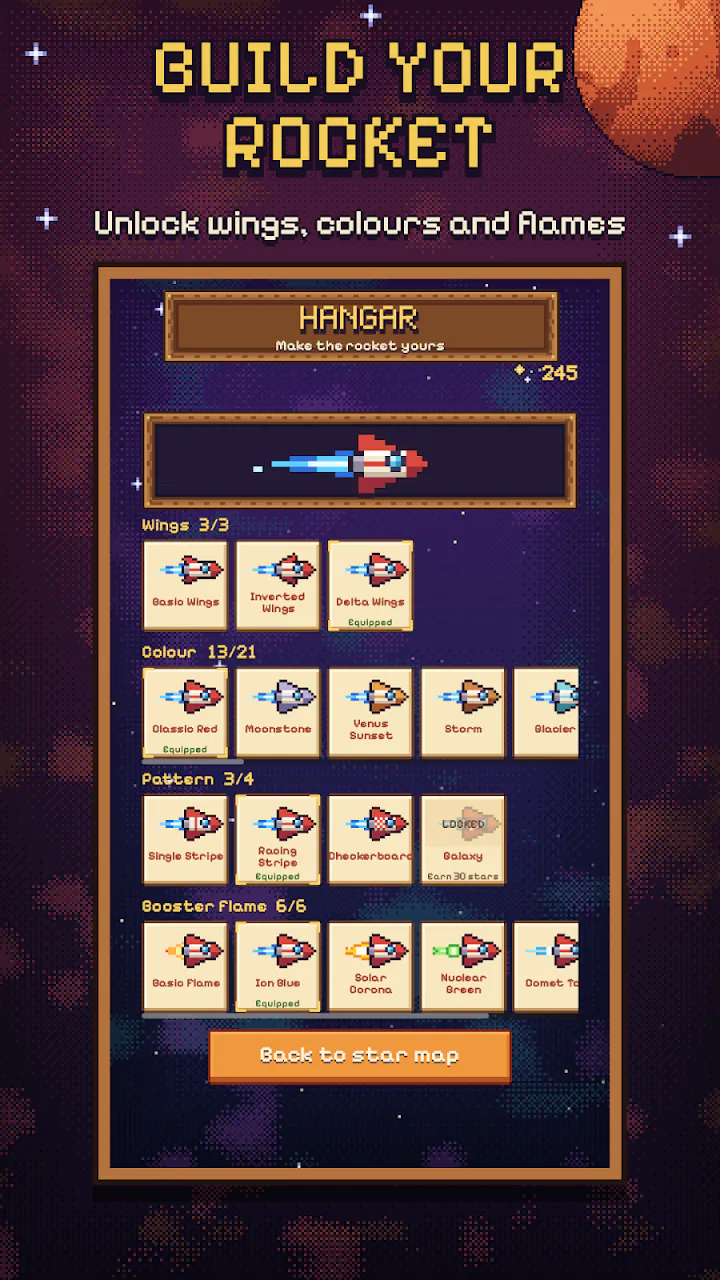 BUILD YOUR
ROCKET
Unlock wings, colours and flames
HANGAR
Make the rocket yours
245
Wings 3/3
Basic Wings
Inverted
Wings
Delta Wings
Equipped
Colour 13/21
Classic Red
Equipped
Moonstone
Venus
Sunset
Storm
Glacier
Pattern 3/4
Single Stripe
Racing
Stripe
Equipped
Checkerboard
LOCKED
Galaxy
Earn 30 stars
Booster flame 6/6
Basic Flame
Ion Blue
Equipped
Solar
Corona
Nuclear
Green
Comet
Back to star map